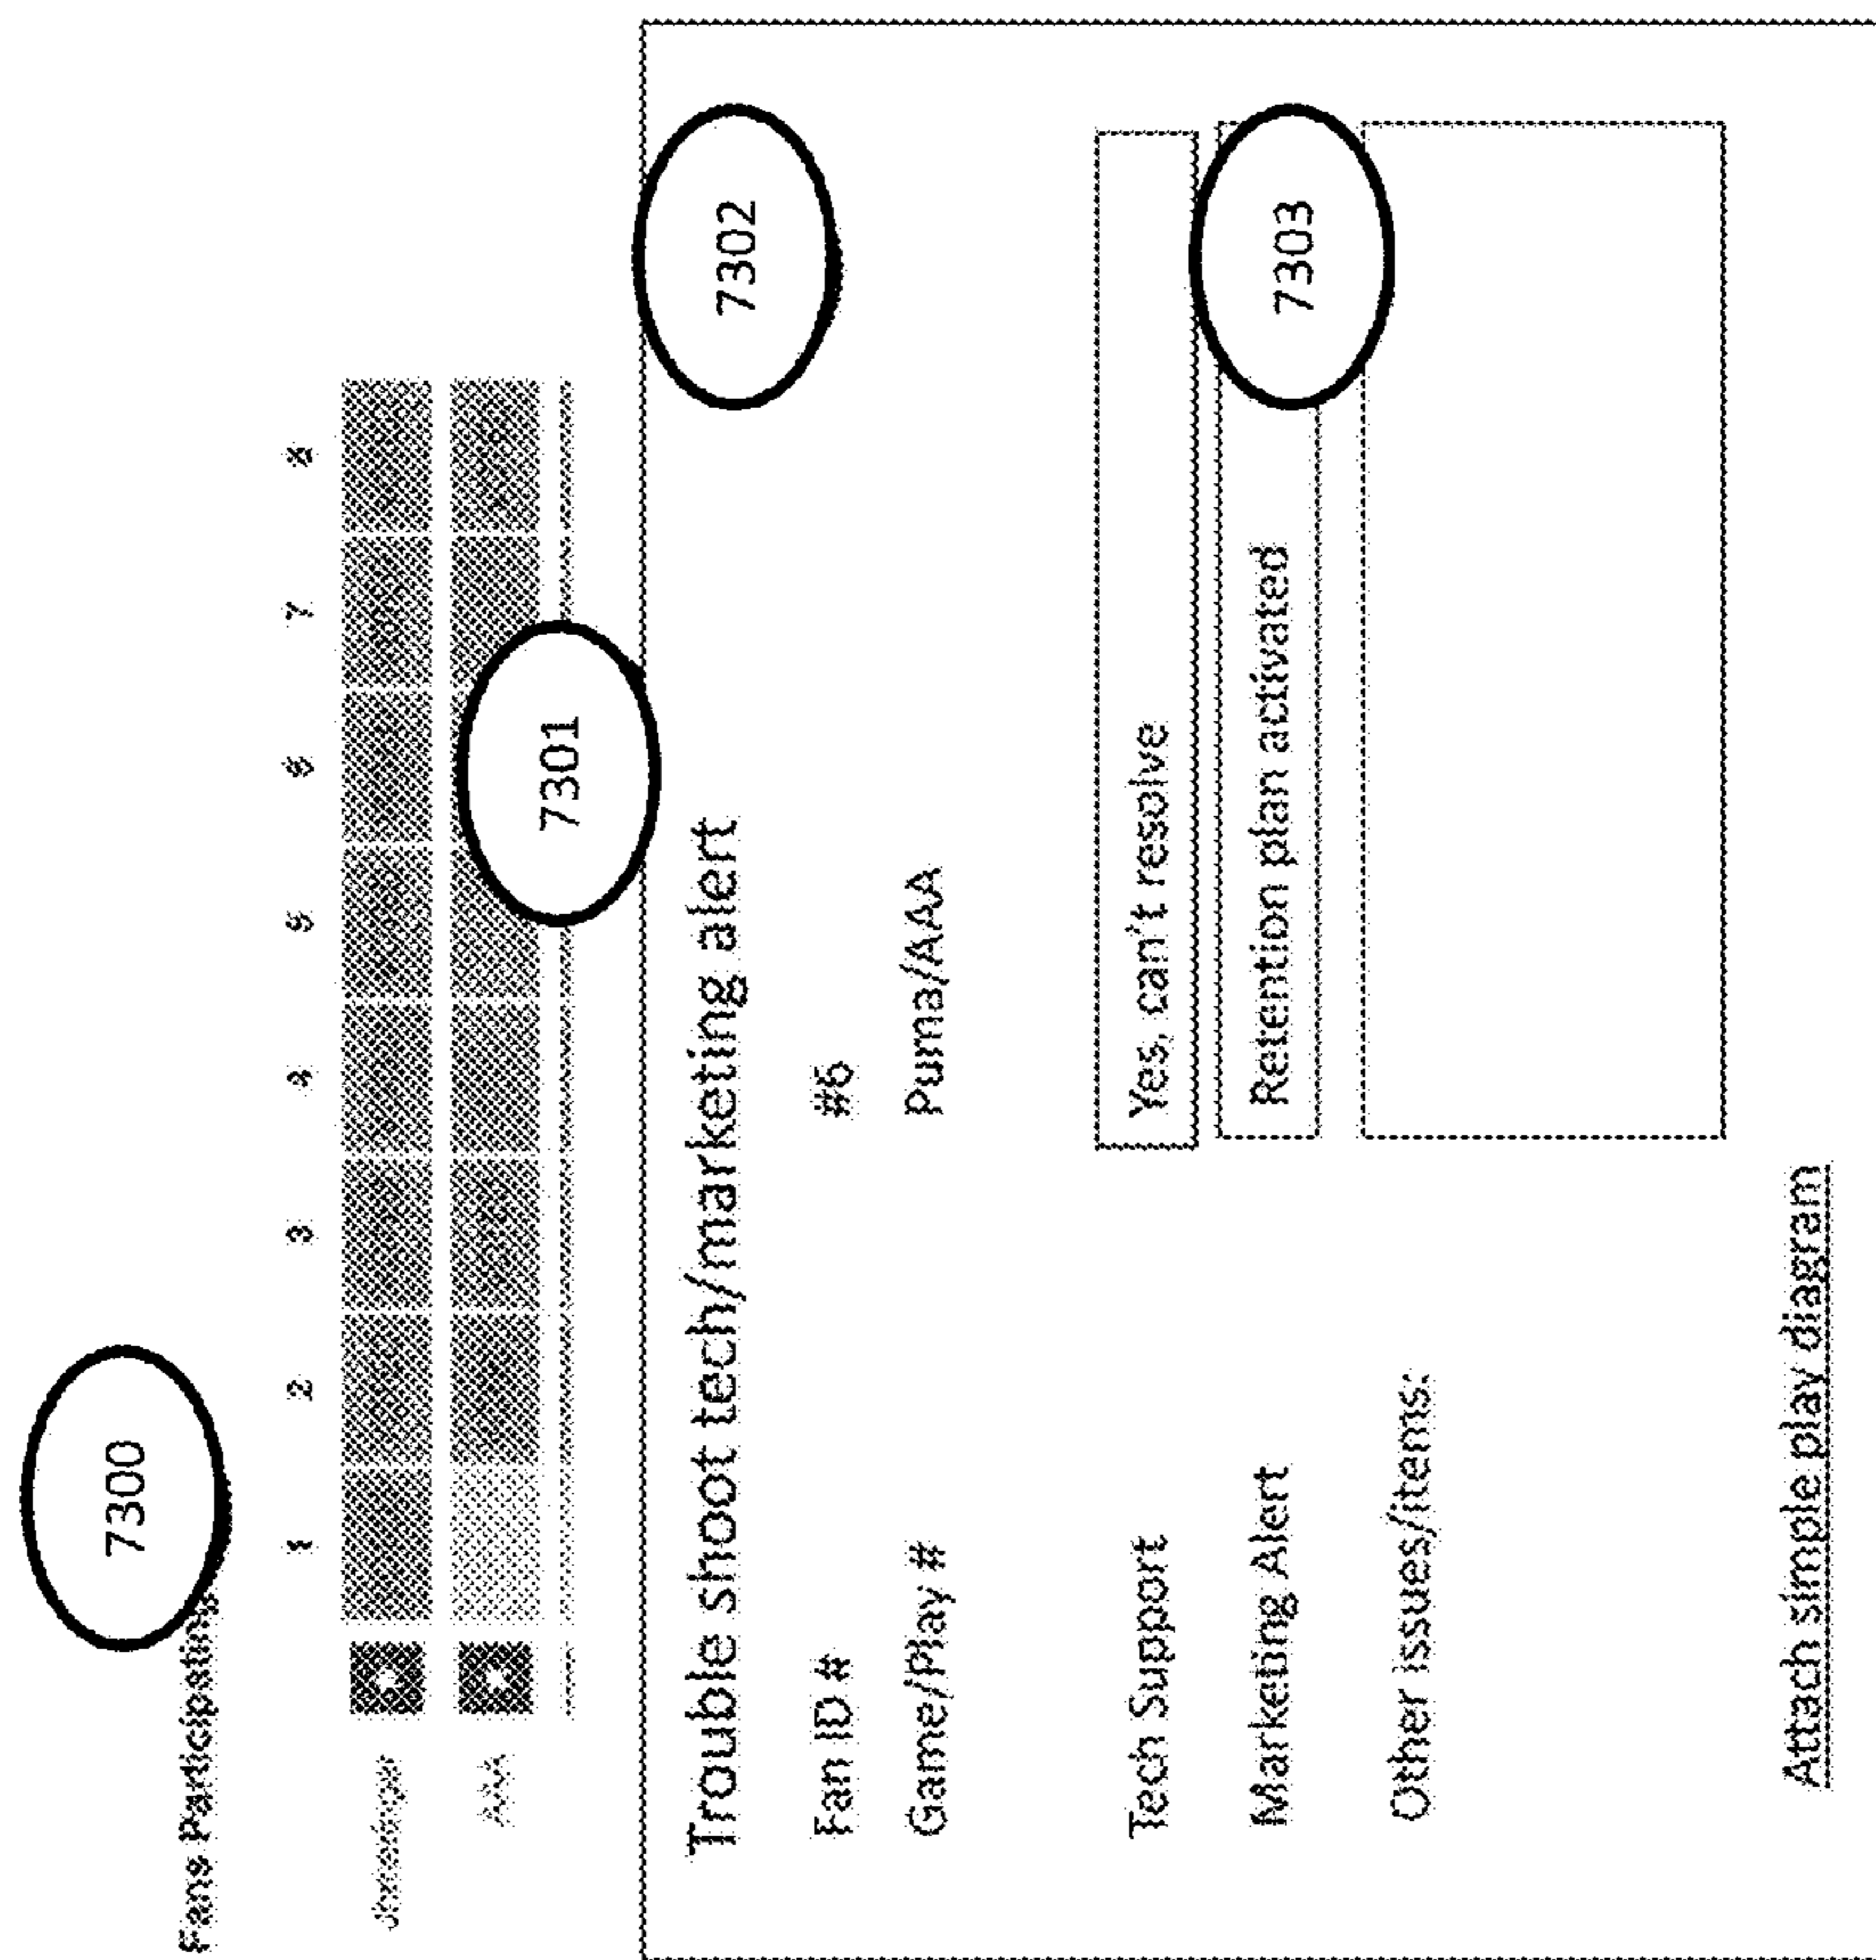 7300
Fans Participating
1 2 3 4 5 6 7 8
Jennings
AAA
7301
Trouble shoot tech/marketing alert
7302
Fan ID # #6
Game/Play # Puma/AAA
Tech Support Yes, can't resolve
Marketing Alert Retention plan activated
7303
Other issues/items:
Attach simple play diagram